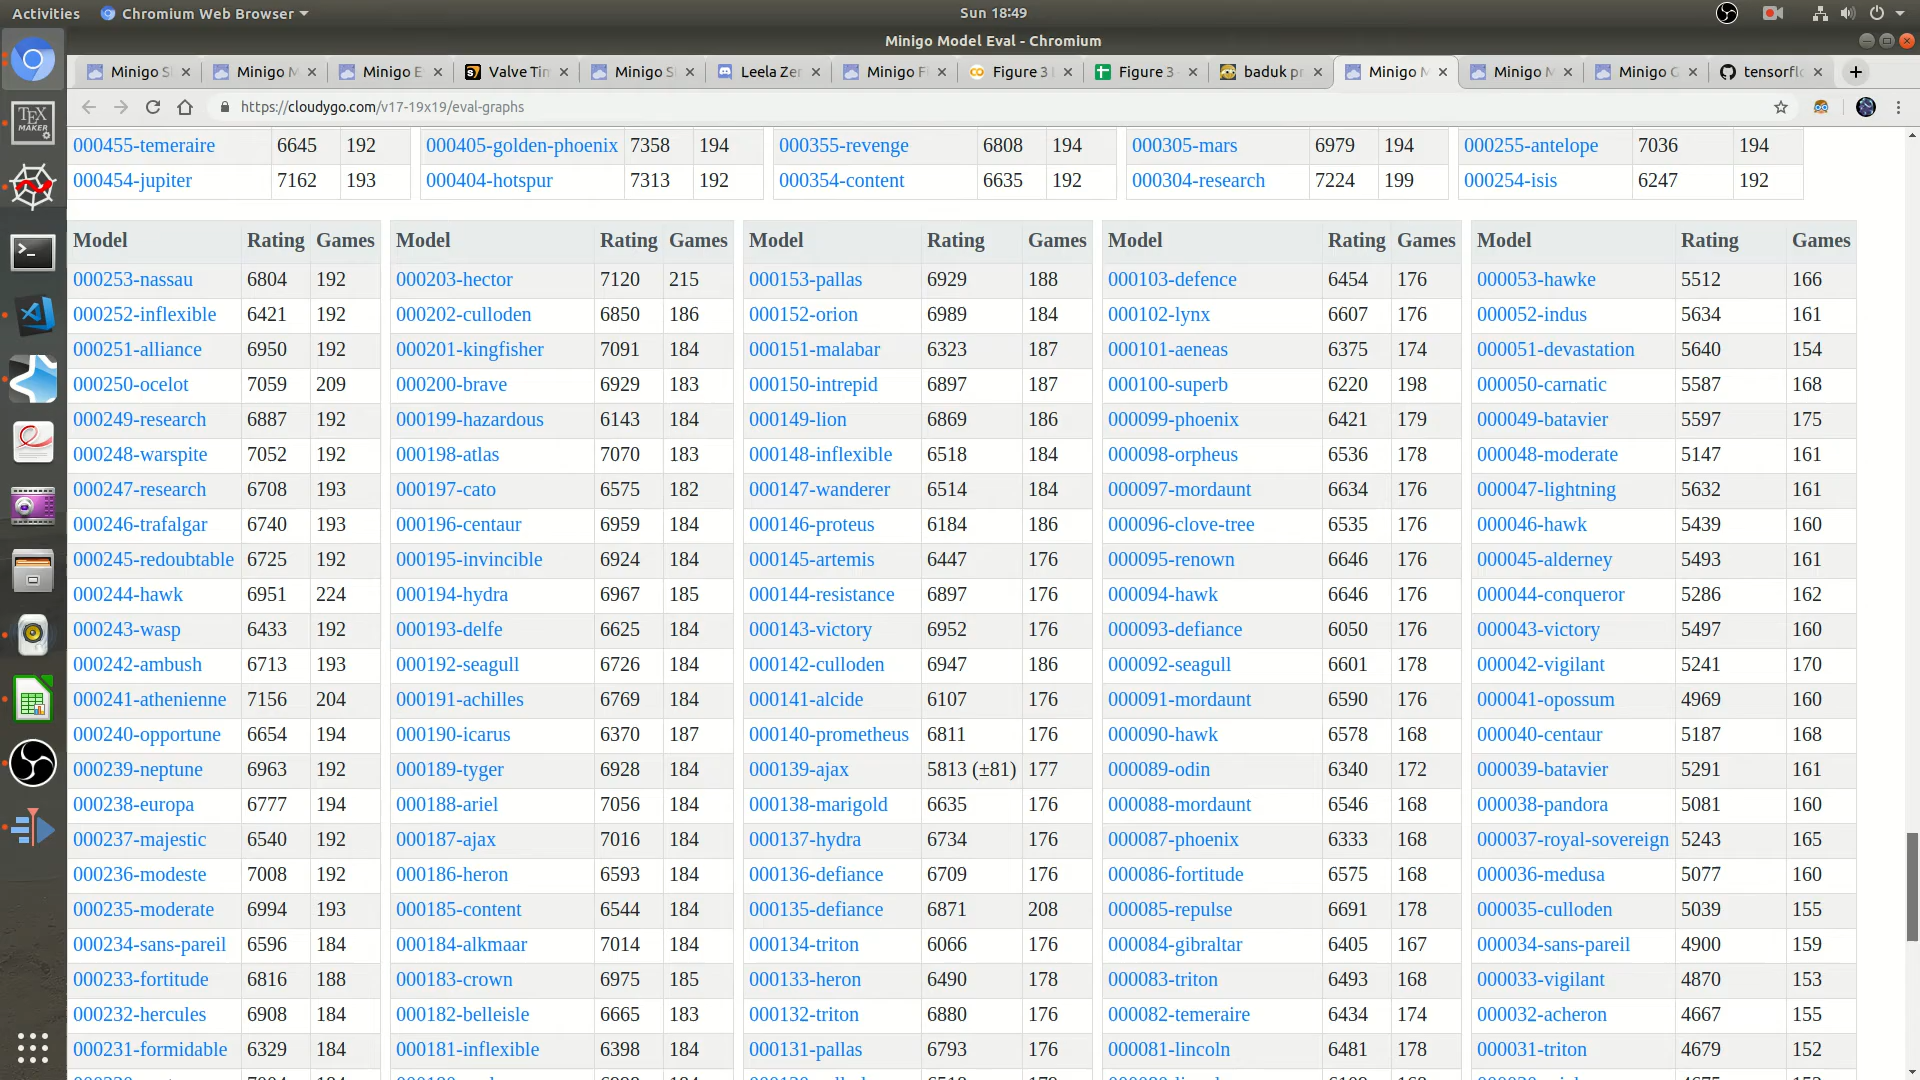 Activities Chromium Web Browser Sun 18:49
Minigo Model Eval - Chromium
Minigo S Minigo M Minigo E Valve Tin Minigo S Leela Zer Minigo F Figure 3 Figure 3 - baduk pr Minigo M Minigo M Minigo C tensorfl
https://cloudygo.com/v17-19x19/eval-graphs
000455-temeraire 6645 192 000405-golden-phoenix 7358 194 000355-revenge 6808 194 000305-mars 6979 194 000255-antelope 7036 194
000454-jupiter 7162 193 000404-hotspur 7313 192 000354-content 6635 192 000304-research 7224 199 000254-isis 6247 192
Model Rating Games Model Rating Games Model Rating Games Model Rating Games Model Rating Games
000253-nassau 6804 192 000203-hector 7120 215 000153-pallas 6929 188 000103-defence 6454 176 000053-hawke 5512 166
000252-inflexible 6421 192 000202-culloden 6850 186 000152-orion 6989 184 000102-lynx 6607 176 000052-indus 5634 161
000251-alliance 6950 192 000201-kingfisher 7091 184 000151-malabar 6323 187 000101-aeneas 6375 174 000051-devastation 5640 154
000250-ocelot 7059 209 000200-brave 6929 183 000150-intrepid 6897 187 000100-superb 6220 198 000050-carnatic 5587 168
000249-research 6887 192 000199-hazardous 6143 184 000149-lion 6869 186 000099-phoenix 6421 179 000049-batavier 5597 175
000248-warspite 7052 192 000198-atlas 7070 183 000148-inflexible 6518 184 000098-orpheus 6536 178 000048-moderate 5147 161
000247-research 6708 193 000197-cato 6575 182 000147-wanderer 6514 184 000097-mordaunt 6634 176 000047-lightning 5632 161
000246-trafalgar 6740 193 000196-centaur 6959 184 000146-proteus 6184 186 000096-clove-tree 6535 176 000046-hawk 5439 160
000245-redoubtable 6725 192 000195-invincible 6924 184 000145-artemis 6447 176 000095-renown 6646 176 000045-alderney 5493 161
000244-hawk 6951 224 000194-hydra 6967 185 000144-resistance 6897 176 000094-hawk 6646 176 000044-conqueror 5286 162
000243-wasp 6433 192 000193-delfe 6625 184 000143-victory 6952 176 000093-defiance 6050 176 000043-victory 5497 160
000242-ambush 6713 193 000192-seagull 6726 184 000142-culloden 6947 186 000092-seagull 6601 178 000042-vigilant 5241 170
000241-athenienne 7156 204 000191-achilles 6769 184 000141-alcide 6107 176 000091-mordaunt 6590 176 000041-opossum 4969 160
000240-opportune 6654 194 000190-icarus 6370 187 000140-prometheus 6811 176 000090-hawk 6578 168 000040-centaur 5187 168
000239-neptune 6963 192 000189-tyger 6928 184 000139-ajax 5813 (±81) 177 000089-odin 6340 172 000039-batavier 5291 161
000238-europa 6777 194 000188-ariel 7056 184 000138-marigold 6635 176 000088-mordaunt 6546 168 000038-pandora 5081 160
000237-majestic 6540 192 000187-ajax 7016 184 000137-hydra 6734 176 000087-phoenix 6333 168 000037-royal-sovereign 5243 165
000236-modeste 7008 192 000186-heron 6593 184 000136-defiance 6709 176 000086-fortitude 6575 168 000036-medusa 5077 160
000235-moderate 6994 193 000185-content 6544 184 000135-defiance 6871 208 000085-repulse 6691 178 000035-culloden 5039 155
000234-sans-pareil 6596 184 000184-alkmaar 7014 184 000134-triton 6066 176 000084-gibraltar 6405 167 000034-sans-pareil 4900 159
000233-fortitude 6816 188 000183-crown 6975 185 000133-heron 6490 178 000083-triton 6493 168 000033-vigilant 4870 153
000232-hercules 6908 184 000182-belleisle 6665 183 000132-triton 6880 176 000082-temeraire 6434 174 000032-acheron 4667 155
000231-formidable 6329 184 000181-inflexible 6398 184 000131-pallas 6793 176 000081-lincoln 6481 178 000031-triton 4679 152
TEX
MAKER